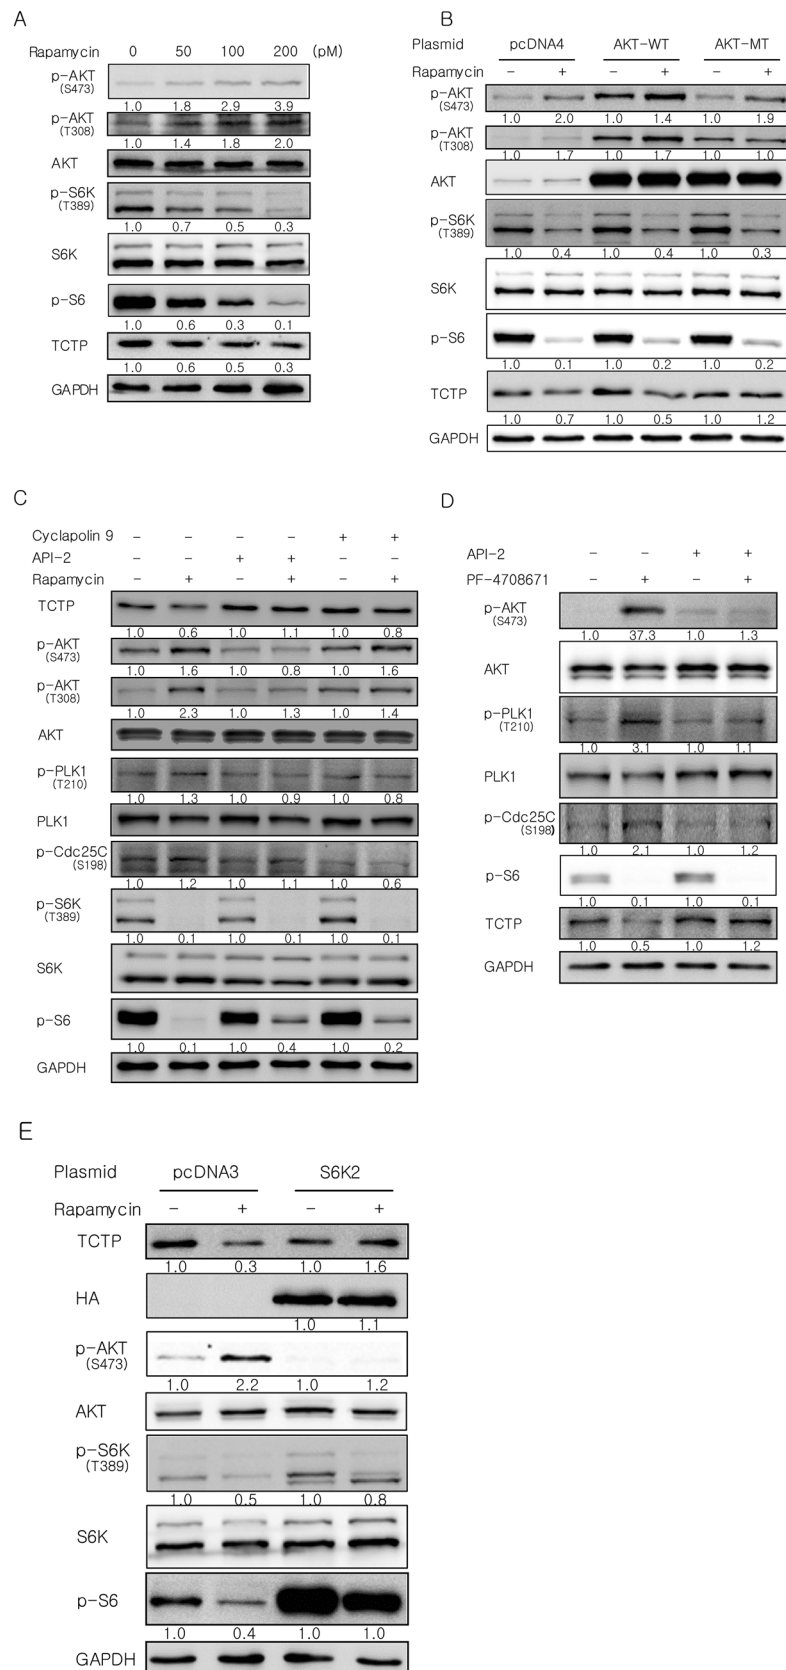 A
Rapamycin 0 50 100 200 (pM)
p-AKT
(S473)
1.0 1.8 2.9 3.9
p-AKT
(T308)
1.0 1.4 1.8 2.0
AKT
p-S6K
(T389)
1.0 0.7 0.5 0.3
S6K
p-S6
1.0 0.6 0.3 0.1
TCTP
1.0 0.6 0.5 0.3
GAPDH
B
Plasmid pcDNA4 AKT-WT AKT-MT
Rapamycin - + - + - +
p-AKT
(S473)
1.0 2.0 1.0 1.4 1.0 1.9
p-AKT
(T308)
1.0 1.7 1.0 1.7 1.0 1.0
AKT
p-S6K
(T389)
1.0 0.4 1.0 0.4 1.0 0.3
S6K
p-S6
1.0 0.1 1.0 0.2 1.0 0.2
TCTP
1.0 0.7 1.0 0.5 1.0 1.2
GAPDH
C
Cyclapolin 9 - - - - + +
API-2 - - + + - -
Rapamycin - + - + - +
TCTP
1.0 0.6 1.0 1.1 1.0 0.8
p-AKT
(S473)
1.0 1.6 1.0 0.8 1.0 1.6
p-AKT
(T308)
1.0 2.3 1.0 1.3 1.0 1.4
AKT
p-PLK1
(T210)
1.0 1.3 1.0 0.9 1.0 0.8
PLK1
p-Cdc25C
(S198)
1.0 1.2 1.0 1.1 1.0 0.6
p-S6K
(T389)
1.0 0.1 1.0 0.1 1.0 0.1
S6K
p-S6
1.0 0.1 1.0 0.4 1.0 0.2
GAPDH
D
API-2 - - + +
PF-4708671 - + - +
p-AKT
(S473)
1.0 37.3 1.0 1.3
AKT
p-PLK1
(T210)
1.0 3.1 1.0 1.1
PLK1
p-Cdc25C
(S198)
1.0 2.1 1.0 1.2
p-S6
1.0 0.1 1.0 0.1
TCTP
1.0 0.5 1.0 1.2
GAPDH
E
Plasmid pcDNA3 S6K2
Rapamycin - + - +
TCTP
1.0 0.3 1.0 1.6
HA
1.0 1.1
p-AKT
(S473)
1.0 2.2 1.0 1.2
AKT
p-S6K
(T389)
1.0 0.5 1.0 0.8
S6K
p-S6
1.0 0.4 1.0 1.0
GAPDH